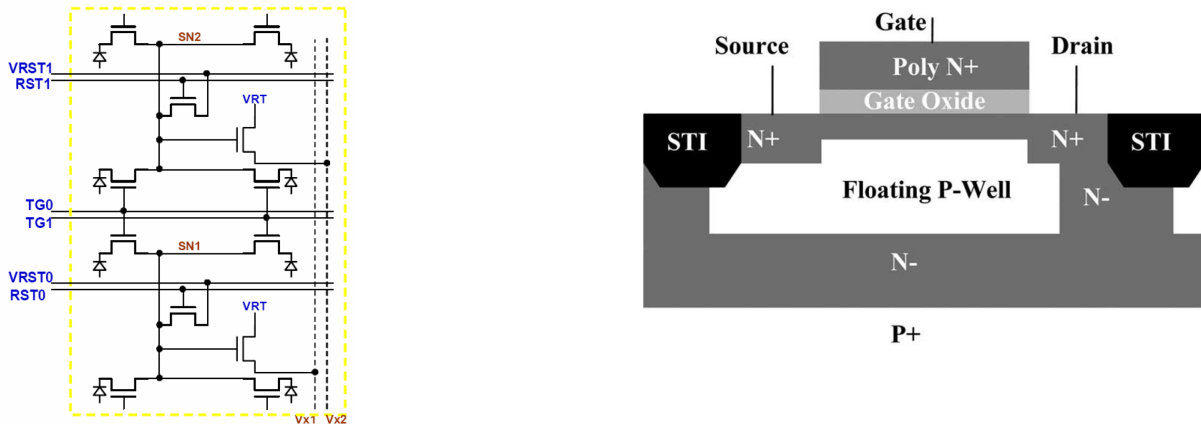 SN2
VRST1
RST1
VRT
TG0
TG1
SN1
VRST0
RST0
VRT
Vx1 Vx2
Gate
Source Drain
Poly N+
Gate Oxide
STI N+ N+ STI
Floating P-Well
N-
N-
P+